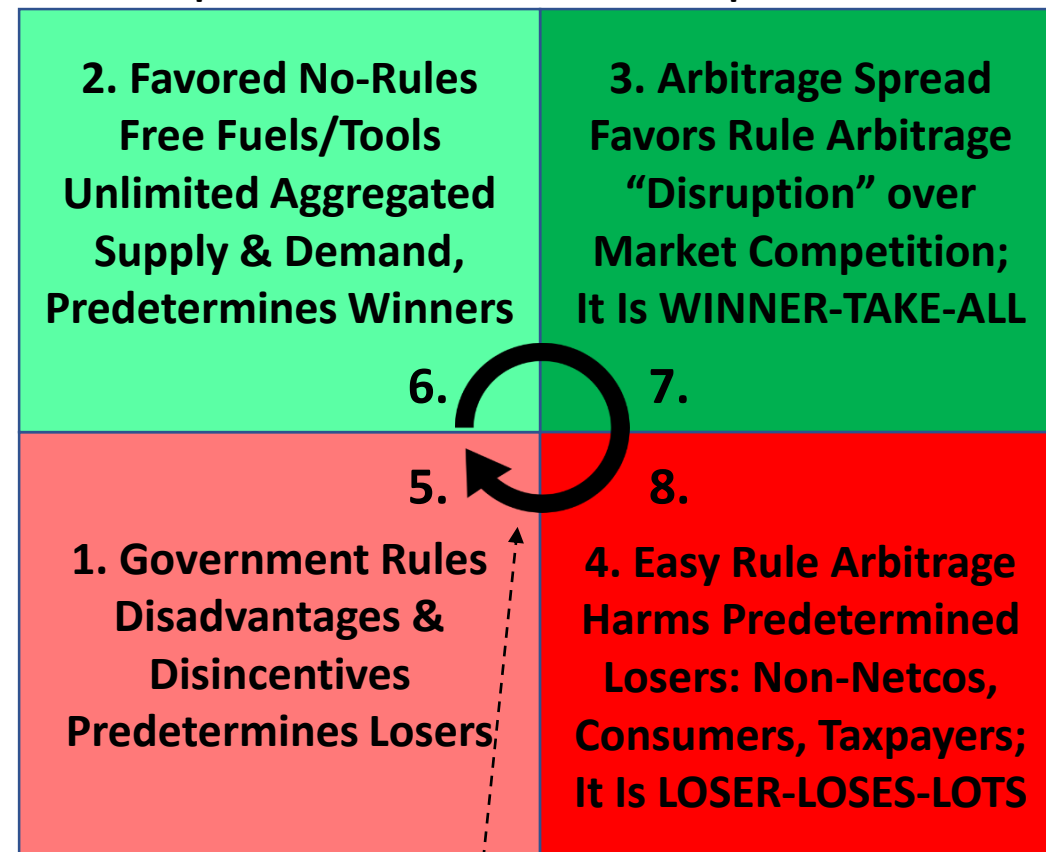 2. Favored No-Rules
Free Fuels/Tools
Unlimited Aggregated
Supply & Demand,
Predetermines Winners
6.
3. Arbitrage Spread
Favors Rule Arbitrage
“Disruption” over
Market Competition;
It Is WINNER-TAKE-ALL
7.
5.
1. Government Rules
Disadvantages &
Disincentives
Predetermines Losers
8.
4. Easy Rule Arbitrage
Harms Predetermined
Losers: Non-Netcos,
Consumers, Taxpayers;
It Is LOSER-LOSES-LOTS